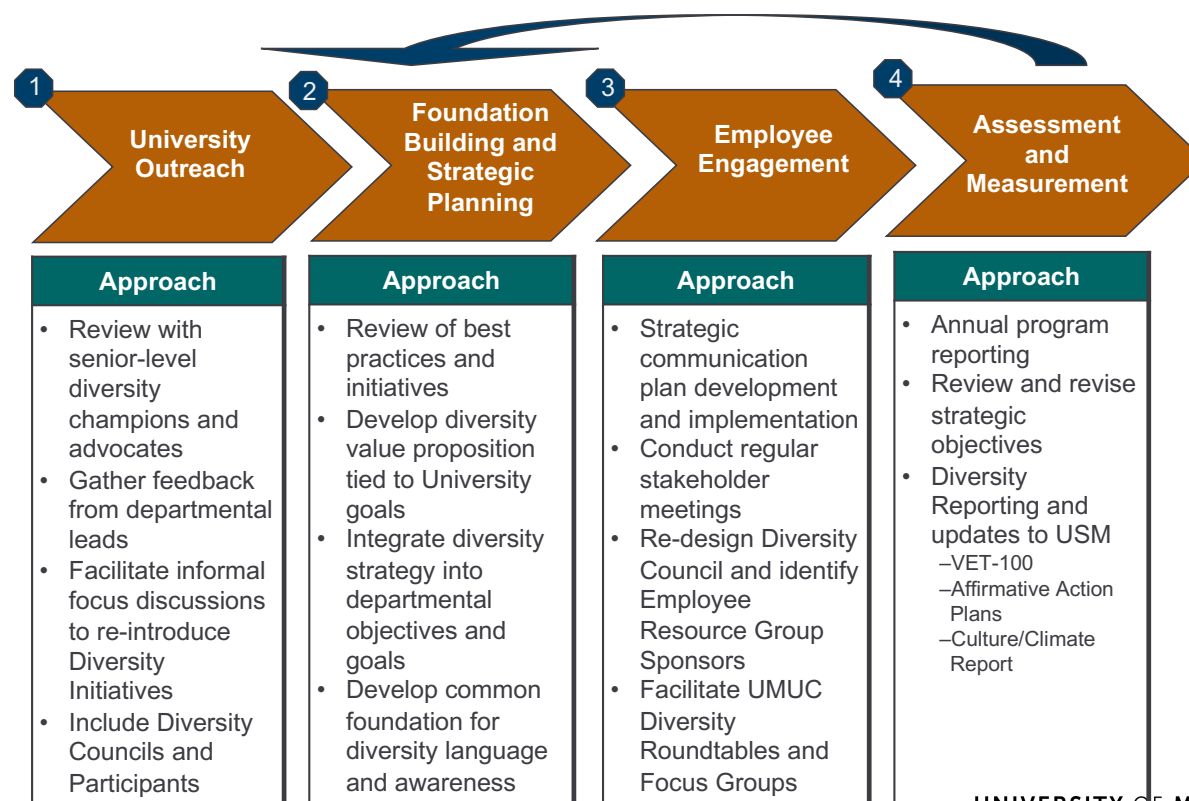 1
University
Outreach
2
Foundation
Building and
Strategic
Planning
3
Employee
Engagement
4
Assessment
and
Measurement
Approach
• Review with
senior-level
diversity
champions and
advocates
• Gather feedback
from departmental
leads
• Facilitate informal
focus discussions
to re-introduce
Diversity
Initiatives
• Include Diversity
Councils and
Participants
Approach
• Review of best
practices and
initiatives
• Develop diversity
value proposition
tied to University
goals
• Integrate diversity
strategy into
departmental
objectives and
goals
• Develop common
foundation for
diversity language
and awareness
Approach
• Strategic
communication
plan development
and implementation
• Conduct regular
stakeholder
meetings
• Re-design Diversity
Council and identify
Employee
Resource Group
Sponsors
• Facilitate UMUC
Diversity
Roundtables and
Focus Groups
Approach
• Annual program
reporting
• Review and revise
strategic
objectives
• Diversity
Reporting and
updates to USM
–VET-100
–Affirmative Action
Plans
–Culture/Climate
Report
UNIVERSITY OF M